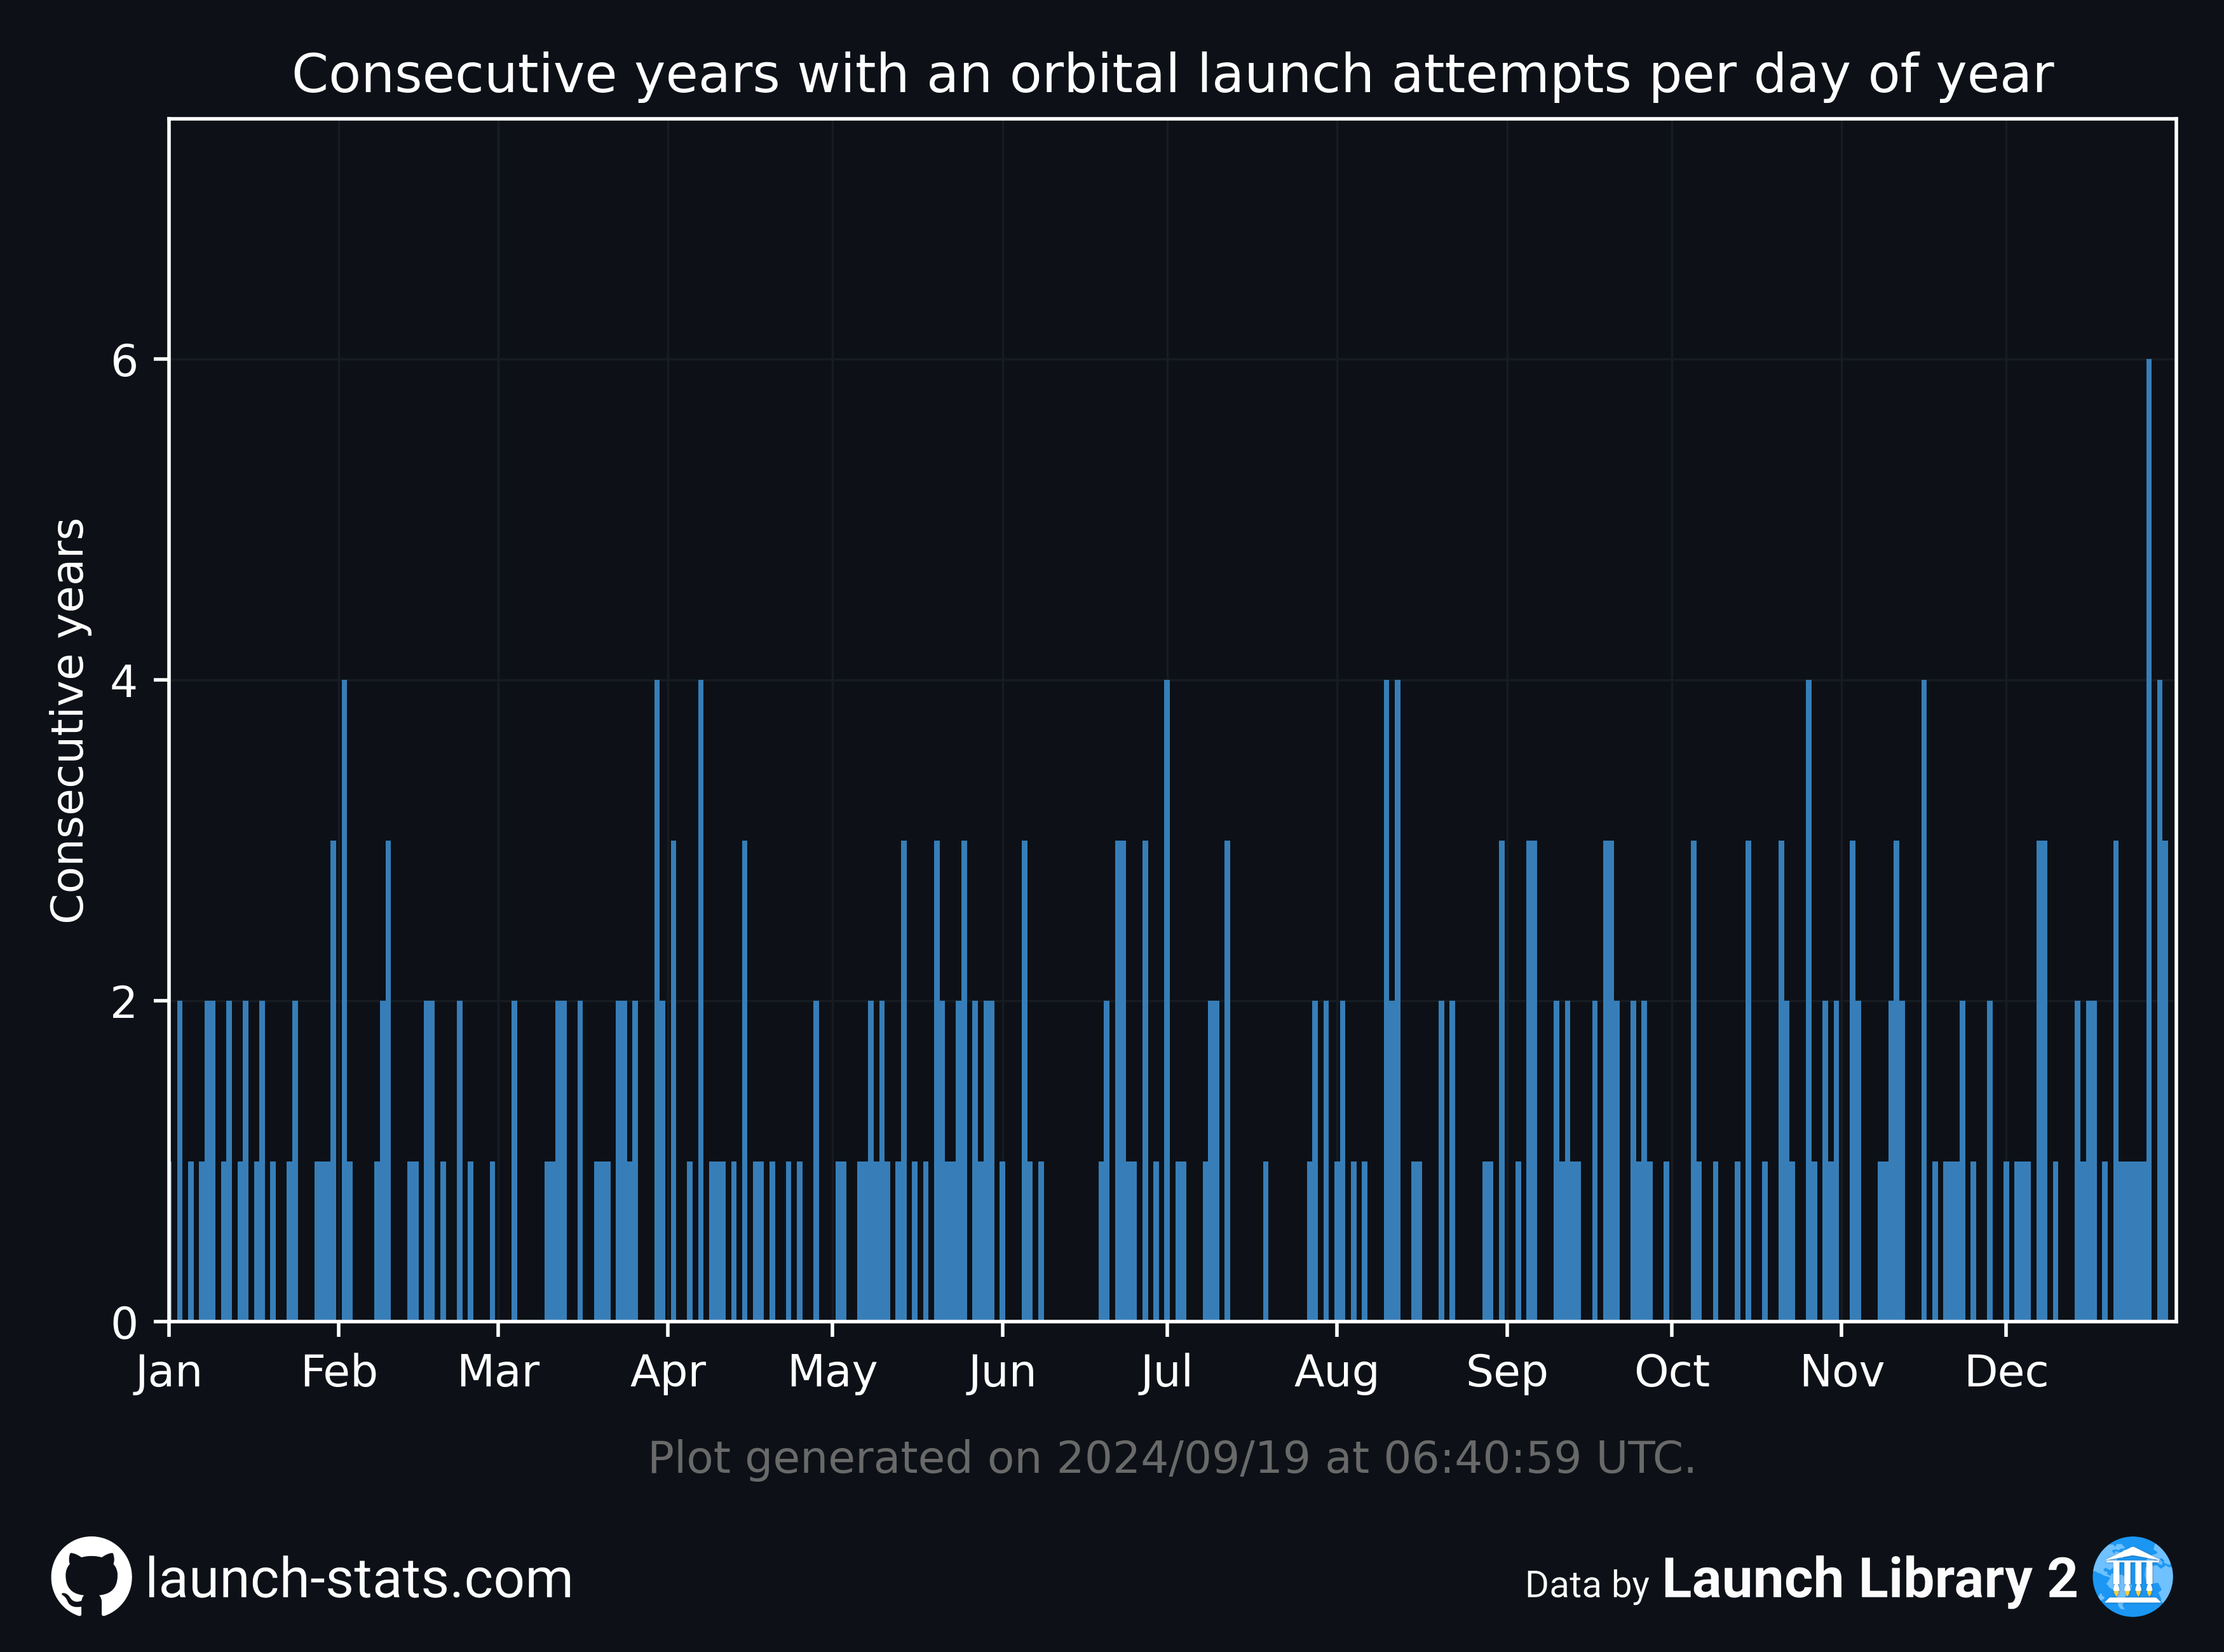 Consecutive years with an orbital launch attempts per day of year
Consecutive years
6
4
2
0
Jan Feb Mar Apr May Jun Jul Aug Sep Oct Nov Dec
Plot generated on 2024/09/19 at 06:40:59 UTC.
launch-stats.com
Data by Launch Library 2